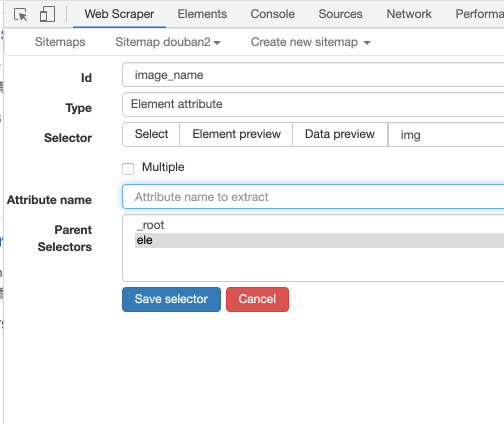 Web Scraper Elements Console Sources Network Performa
Sitemaps Sitemap douban2 Create new sitemap
Id image_name
Type Element attribute
Selector Select Element preview Data preview img
Multiple
Attribute name Attribute name to extract
Parent Selectors _root
ele
Save selector Cancel